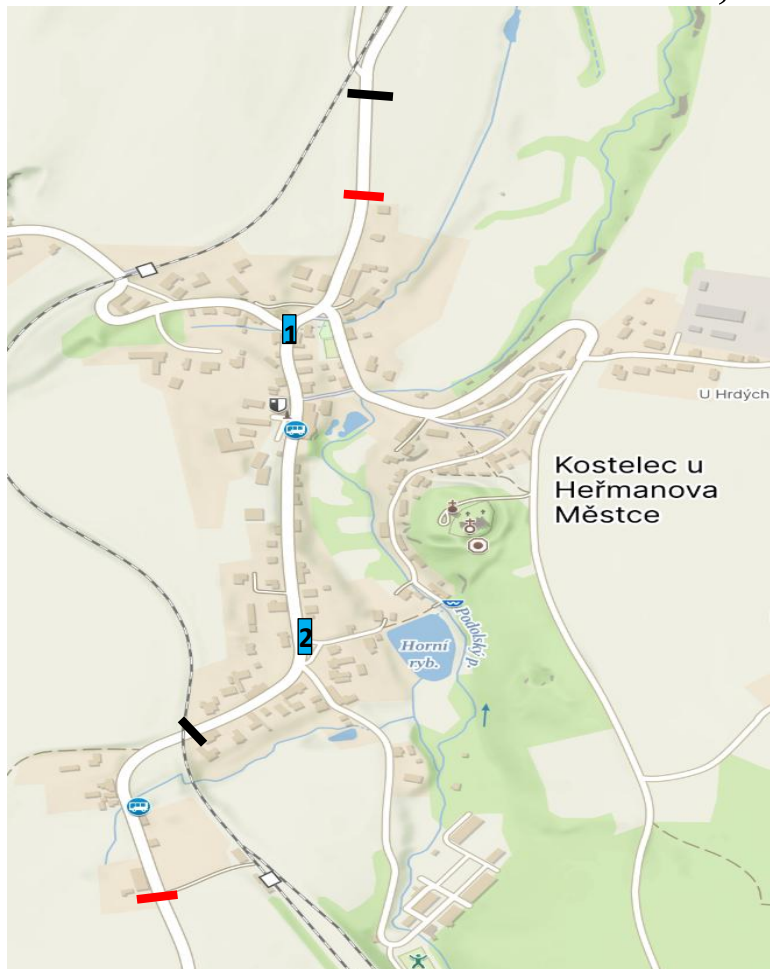 1
U Hrdých
Kostelec u
Heřmanova
Městce
2
Horní
ryb.
Podolský p.